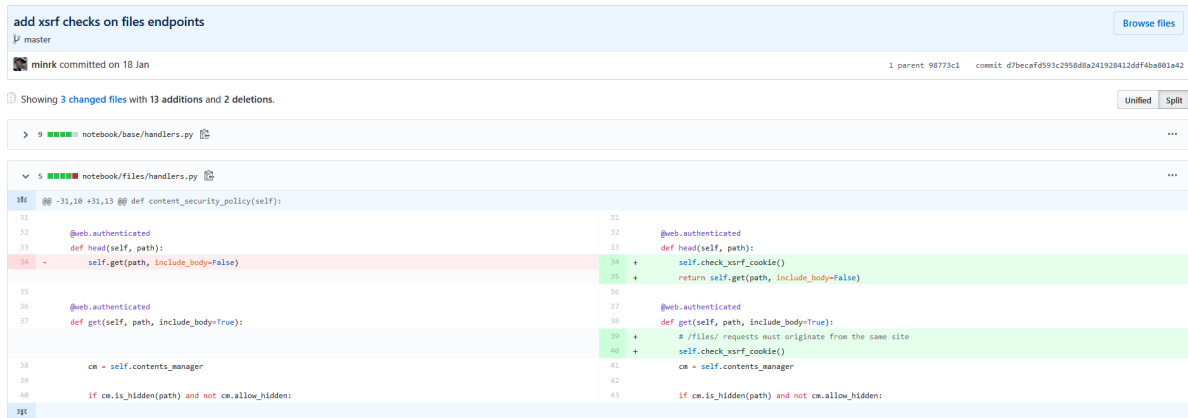 add xsrf checks on files endpoints
Browse files
master
minrk committed on 18 Jan
1 parent 98773c1 commit d7becafd593c2958d8a241928412ddf4ba801a42
Showing 3 changed files with 13 additions and 2 deletions.
Unified Split
9 notebook/base/handlers.py
5 notebook/files/handlers.py
@@ -31,10 +31,13 @@ def content_security_policy(self):
31 31
32 @web.authenticated 32 @web.authenticated
33 def head(self, path): 33 def head(self, path):
34 - self.get(path, include_body=False) 34 + self.check_xsrf_cookie()
35 + return self.get(path, include_body=False)
35 36
36 @web.authenticated 37 @web.authenticated
37 def get(self, path, include_body=True): 38 def get(self, path, include_body=True):
39 + # /files/ requests must originate from the same site
40 + self.check_xsrf_cookie()
38 cm = self.contents_manager 41 cm = self.contents_manager
39 42
40 if cm.is_hidden(path) and not cm.allow_hidden: 43 if cm.is_hidden(path) and not cm.allow_hidden: